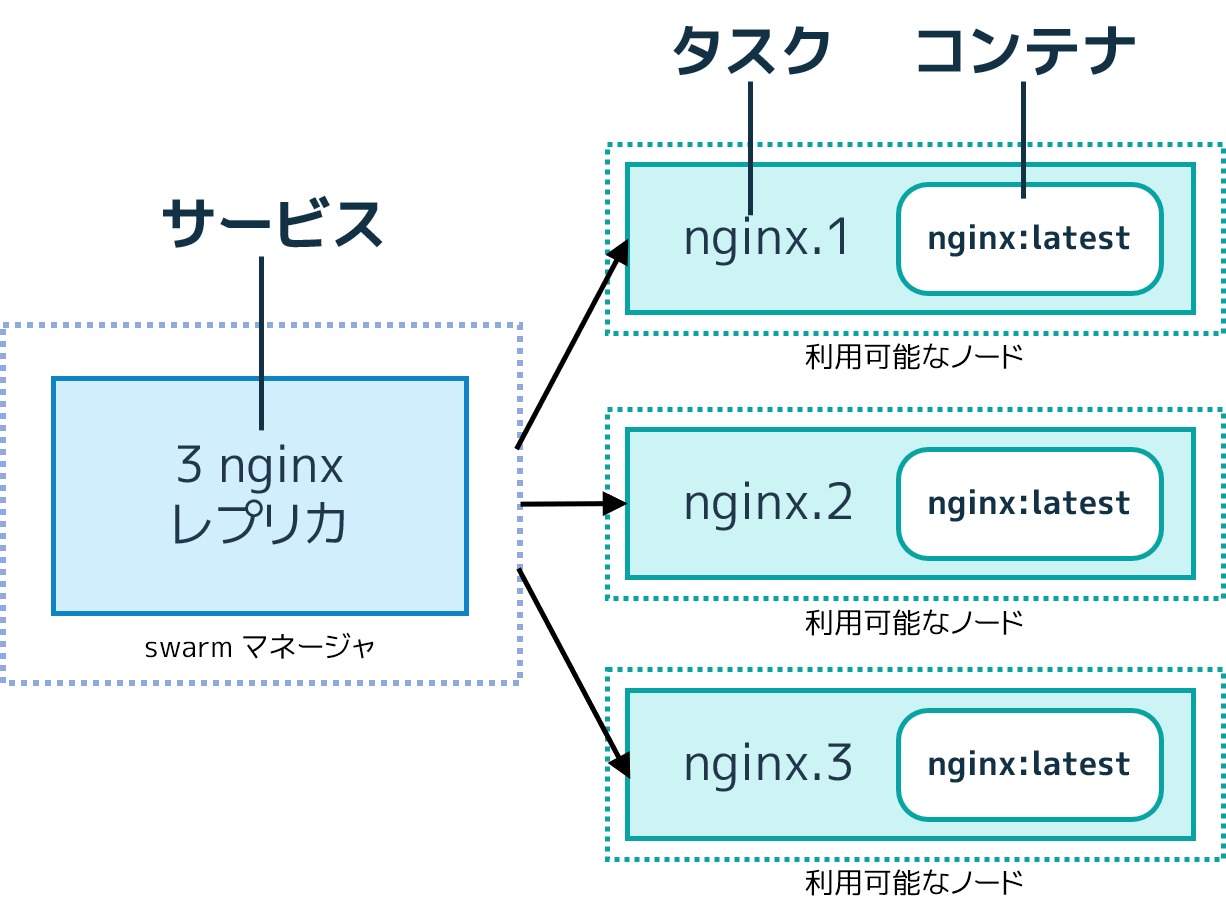 タスク
コンテナ
サービス
3 nginx
レプリカ
swarm マネージャ
nginx.1
nginx:latest
利用可能なノード
nginx.2
nginx:latest
利用可能なノード
nginx.3
nginx:latest
利用可能なノード